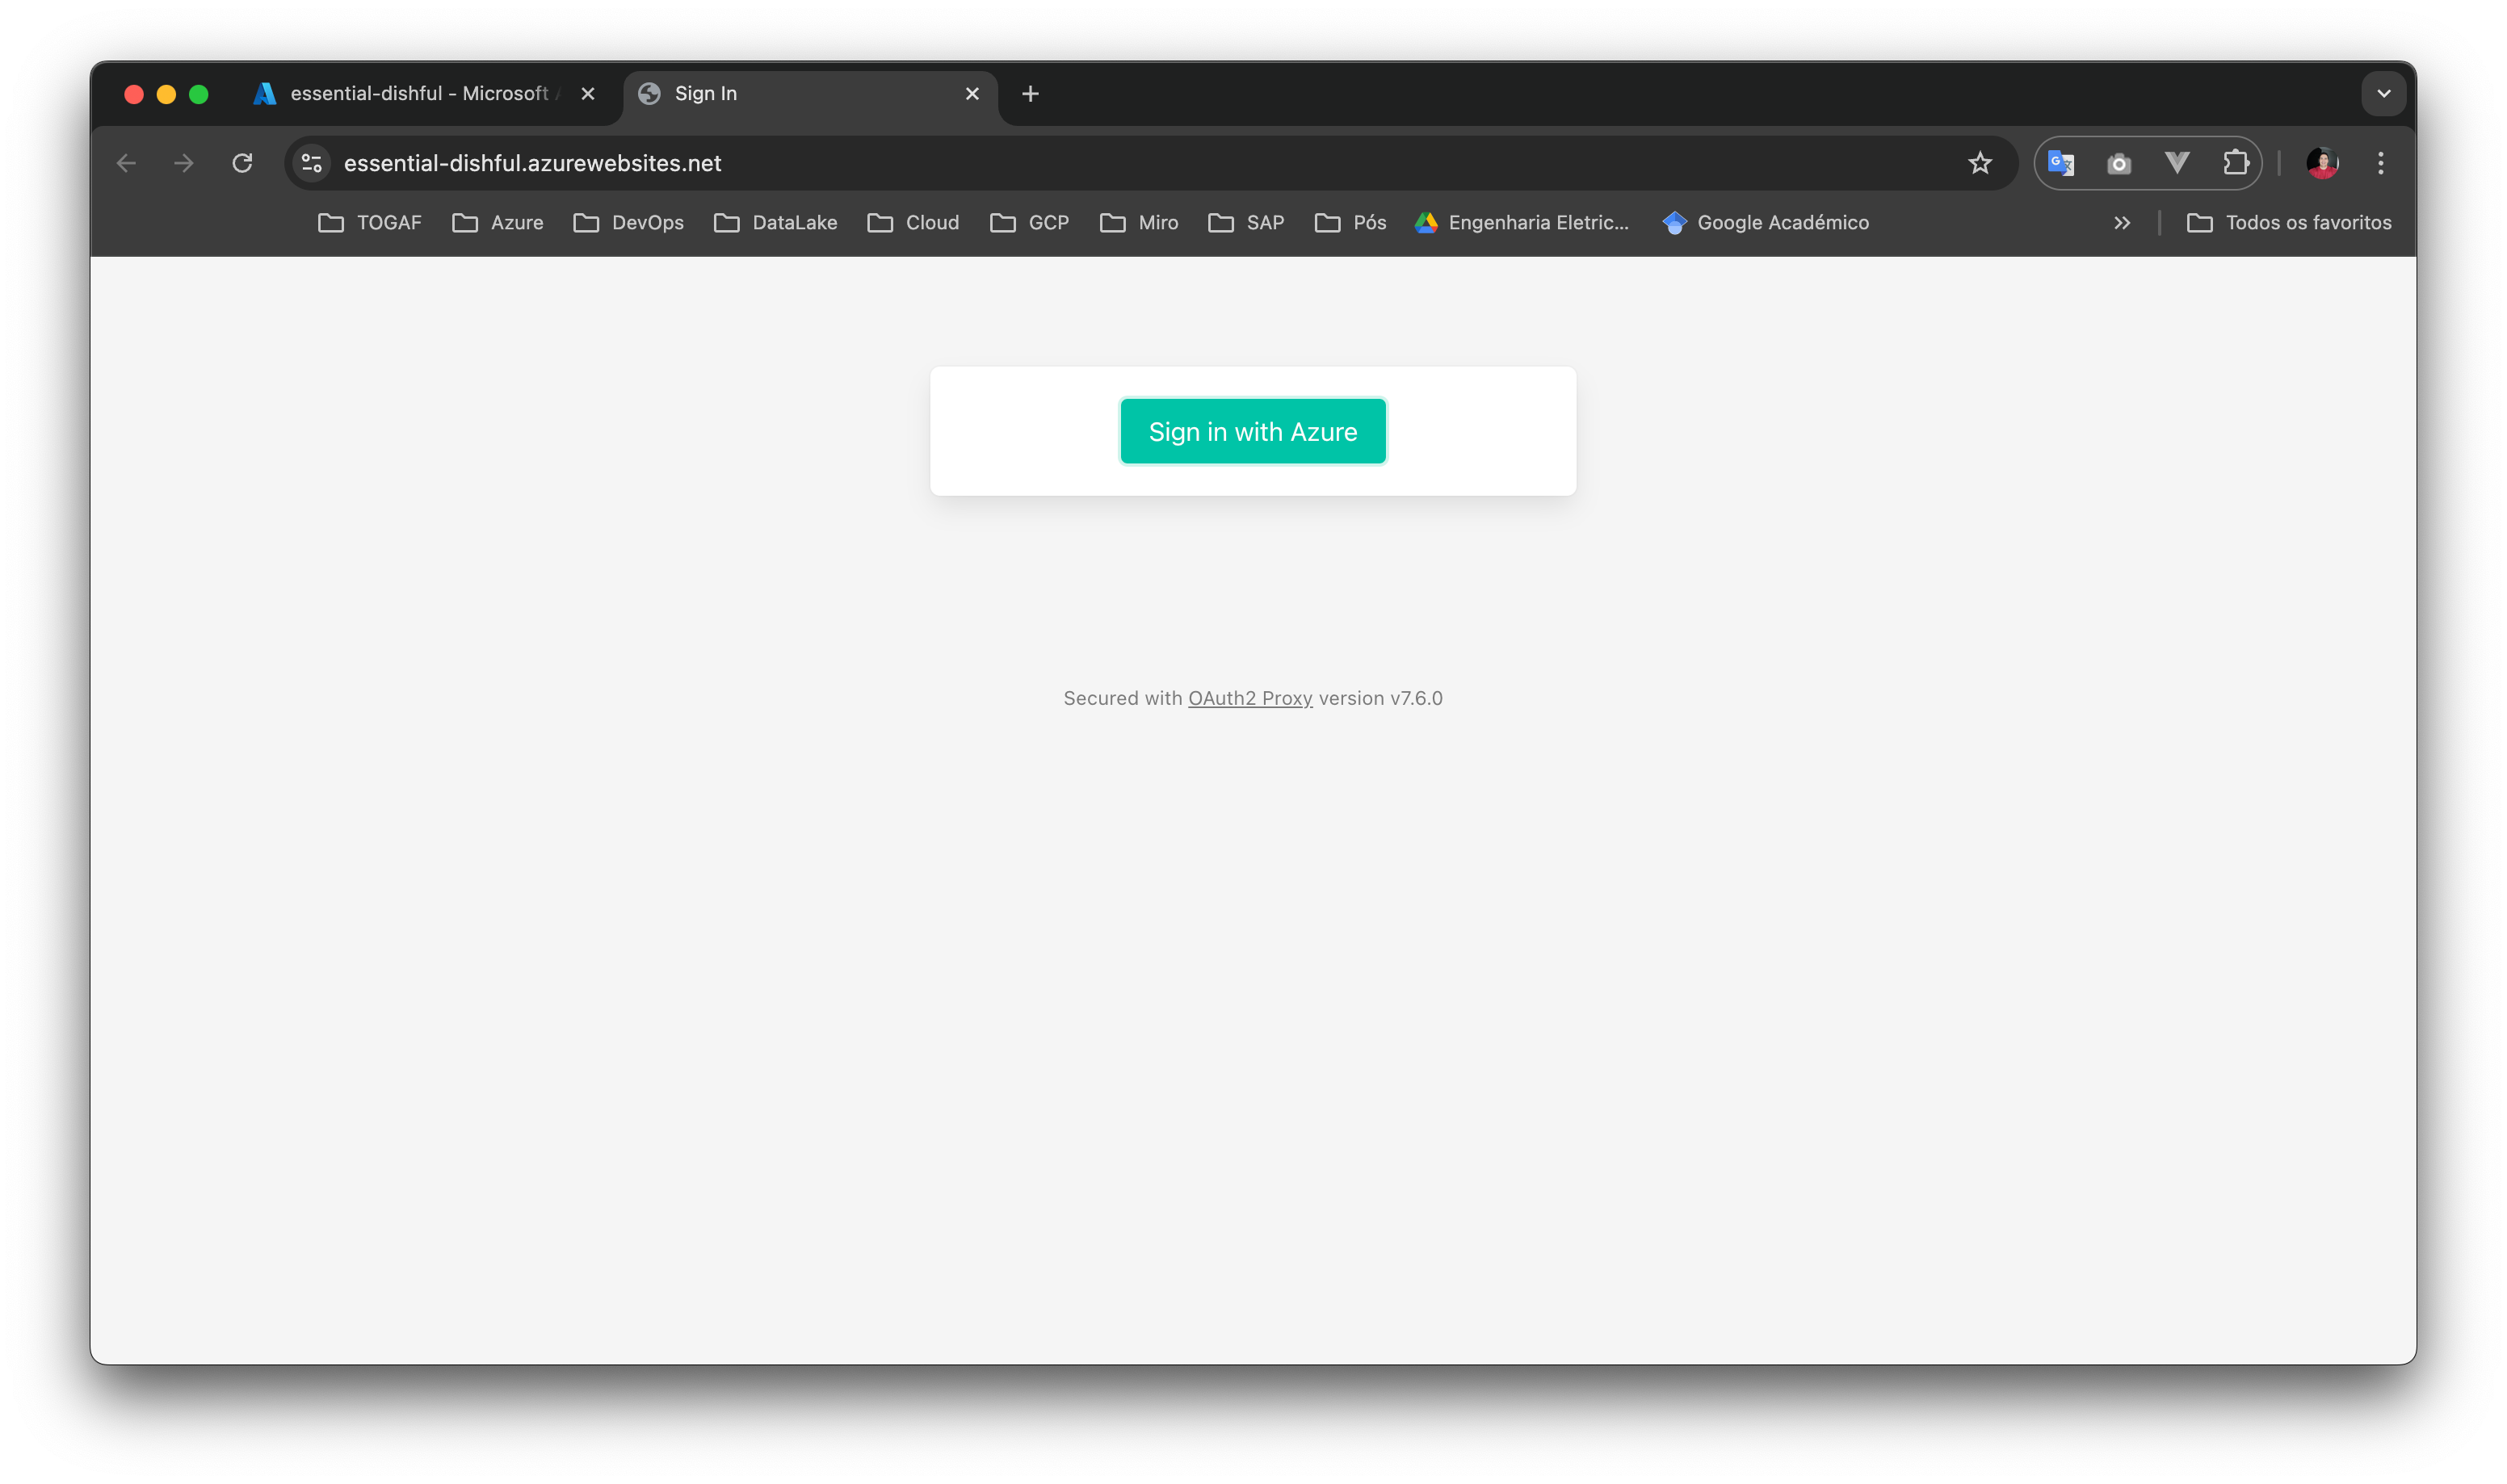 essential-dishful - Microsoft
Sign In
essential-dishful.azurewebsites.net
TOGAF
Azure
DevOps
DataLake
Cloud
GCP
Miro
SAP
Pós
Engenharia Eletric...
Google Académico
Todos os favoritos
Sign in with Azure
Secured with OAuth2 Proxy version v7.6.0